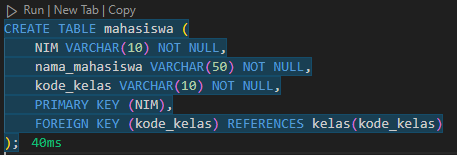 Run | New Tab | Copy
CREATE TABLE mahasiswa (
    NIM VARCHAR(10) NOT NULL,
    nama_mahasiswa VARCHAR(50) NOT NULL,
    kode_kelas VARCHAR(10) NOT NULL,
    PRIMARY KEY (NIM),
    FOREIGN KEY (kode_kelas) REFERENCES kelas(kode_kelas)
); 40ms